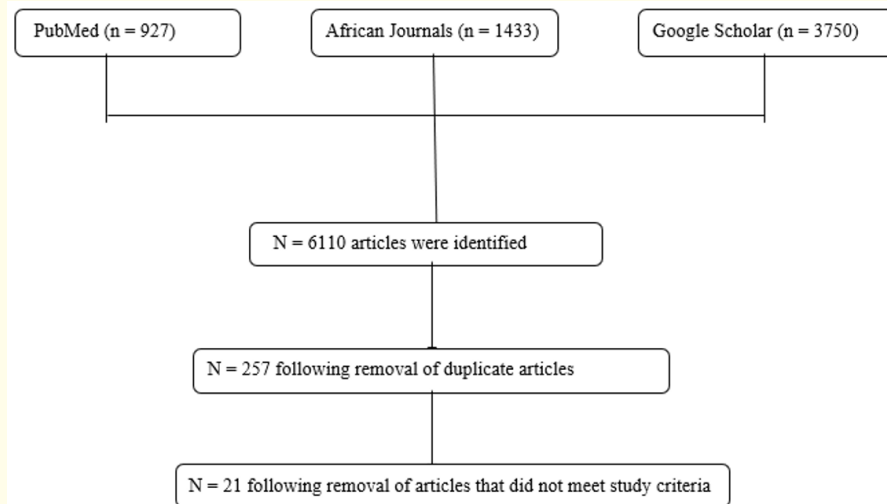 PubMed (n = 927)
African Journals (n = 1433)
Google Scholar (n = 3750)
N = 6110 articles were identified
N = 257 following removal of duplicate articles
N = 21 following removal of articles that did not meet study criteria